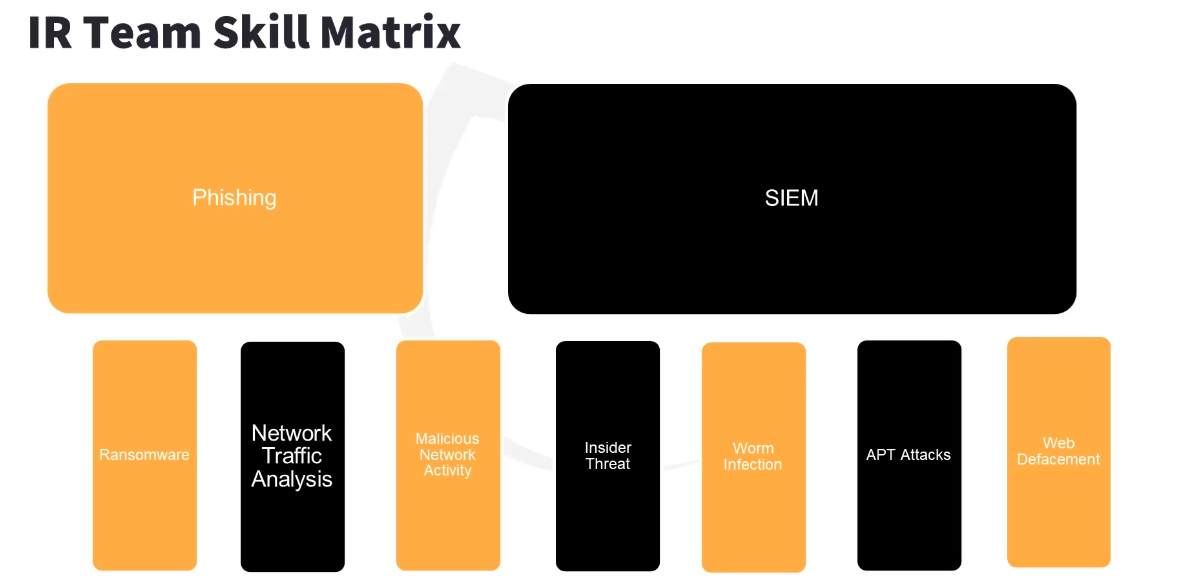 IR Team Skill Matrix
Phishing
SIEM
Ransomware
Network
Traffic
Analysis
Malicious
Network
Activity
Insider
Threat
Worm
Infection
APT Attacks
Web
Defacement